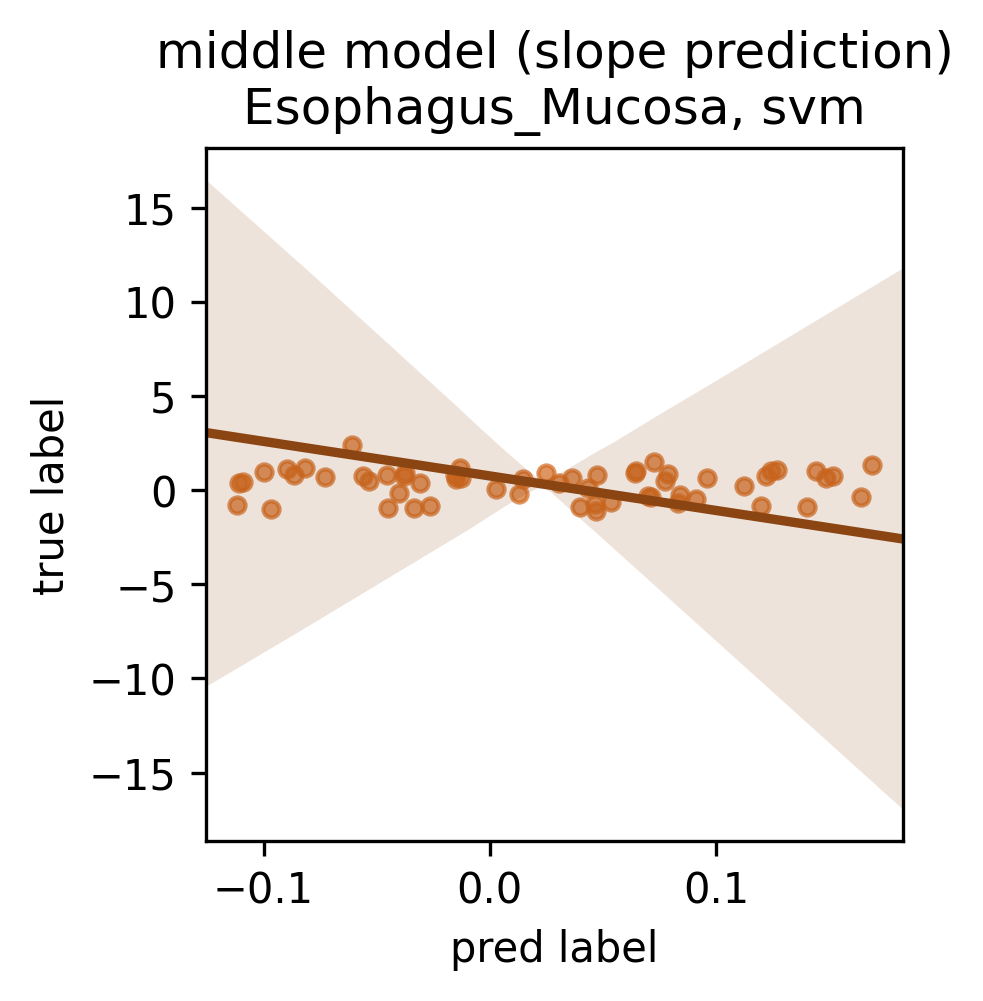 middle model (slope prediction)
Esophagus_Mucosa, svm
15
10
5
0
−5
−10
−15
true label
−0.1
0.0
0.1
pred label